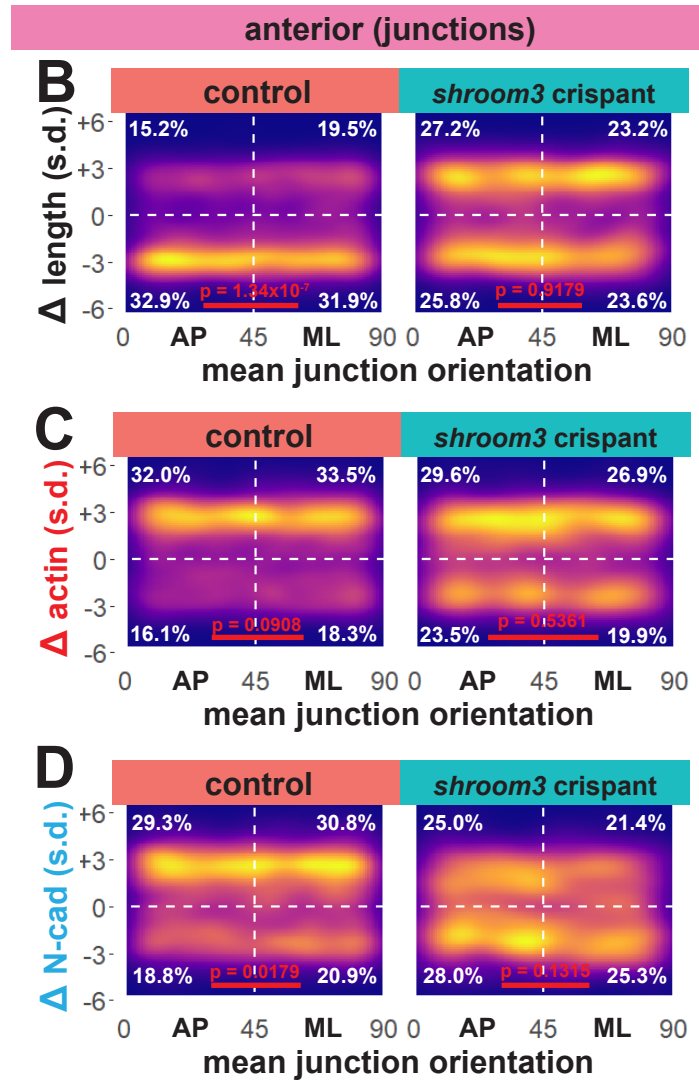 anterior (junctions)
B
control
shroom3 crispant
Δ length (s.d.)
+6
+3
0
-3
-6
15.2%
19.5%
32.9%
p = 1.34x10-7
31.9%
27.2%
23.2%
25.8%
p = 0.9179
23.6%
0 AP 45 ML 90
0 AP 45 ML 90
mean junction orientation
C
control
shroom3 crispant
Δ actin (s.d.)
+6
+3
0
-3
-6
32.0%
33.5%
16.1%
p = 0.0908
18.3%
29.6%
26.9%
23.5%
p = 0.5361
19.9%
0 AP 45 ML 90
0 AP 45 ML 90
mean junction orientation
D
control
shroom3 crispant
Δ N-cad (s.d.)
+6
+3
0
-3
-6
29.3%
30.8%
18.8%
p = 0.0179
20.9%
25.0%
21.4%
28.0%
p = 0.1315
25.3%
0 AP 45 ML 90
0 AP 45 ML 90
mean junction orientation